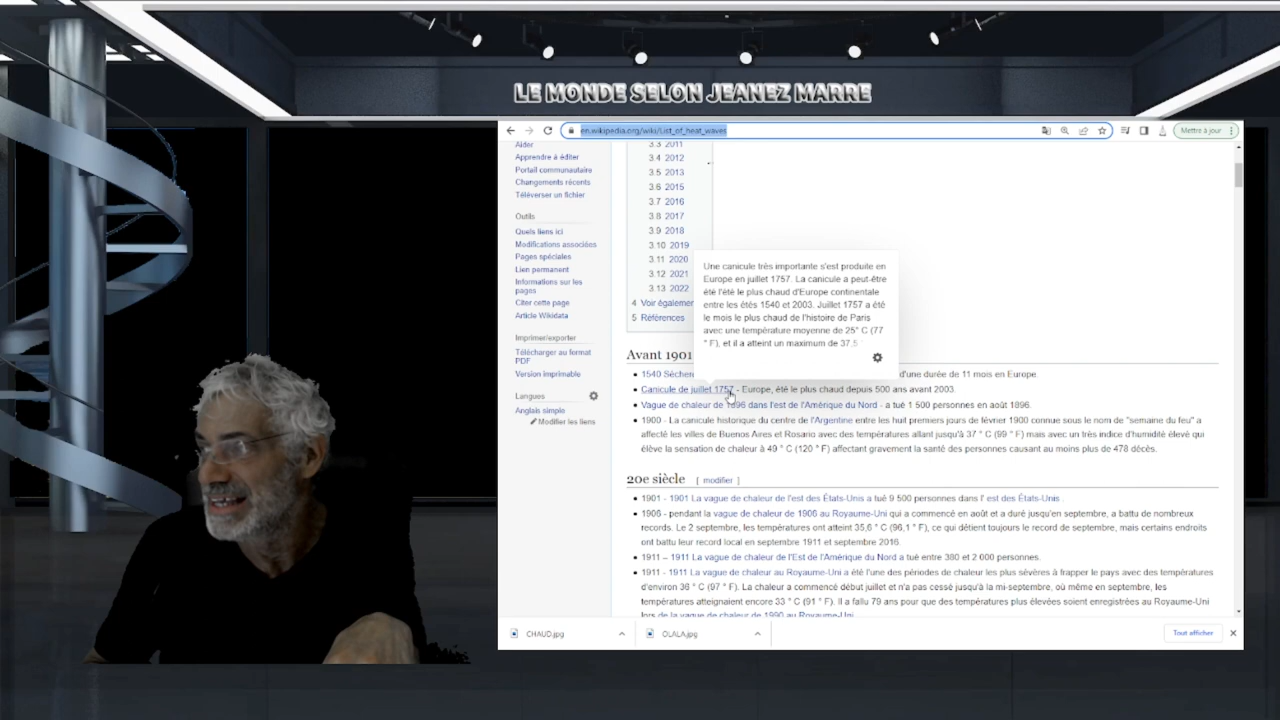 LE MONDE SELON JEANEZ MARRE
en.wikipedia.org/wiki/List_of_heat_waves
Mettre à jour
Aider
Apprendre à éditer
Portail communautaire
Changements récents
Téléverser un fichier
Outils
Quels liens ici
Modifications associées
Pages spéciales
Lien permanent
Informations sur les
pages
Citer cette page
Article Wikidata
Imprimer/exporter
Télécharger au format
PDF
Version imprimable
Langues
Anglais simple
Modifier les liens
3.3 2011
3.4 2012
3.5 2013
3.6 2015
3.7 2016
3.8 2017
3.9 2018
3.10 2019
3.11 2020
3.12 2021
3.13 2022
4 Voir égalemen
5 Références
Une canicule très importante s'est produite en
Europe en juillet 1757. La canicule a peut-être
été l'été le plus chaud d'Europe continentale
entre les étés 1540 et 2003. Juillet 1757 a été
le mois le plus chaud de l'histoire de Paris
avec une température moyenne de 25° C (77
° F), et il a atteint un maximum de 37,5
Avant 1901
1540 Sécher d'une durée de 11 mois en Europe.
Canicule de juillet 1757 - Europe, été le plus chaud depuis 500 ans avant 2003.
Vague de chaleur de 1896 dans l'est de l'Amérique du Nord - a tué 1 500 personnes en août 1896.
1900 - La canicule historique du centre de l'Argentine entre les huit premiers jours de février 1900 connue sous le nom de "semaine du feu" a
affecté les villes de Buenos Aires et Rosario avec des températures allant jusqu'à 37 ° C (99 ° F) mais avec un très indice d'humidité élevé qui
élève la sensation de chaleur à 49 ° C (120 ° F) affectant gravement la santé des personnes causant au moins plus de 478 décès.
20e siècle [ modifier ]
1901 - 1901 La vague de chaleur de l'est des États-Unis a tué 9 500 personnes dans l' est des États-Unis .
1906 - pendant la vague de chaleur de 1906 au Royaume-Uni qui a commencé en août et a duré jusqu'en septembre, a battu de nombreux
records. Le 2 septembre, les températures ont atteint 35,6 ° C (96,1 ° F), ce qui détient toujours le record de septembre, mais certains endroits
ont battu leur record local en septembre 1911 et septembre 2016.
1911 – 1911 La vague de chaleur de l'Est de l'Amérique du Nord a tué entre 380 et 2 000 personnes.
1911 - 1911 La vague de chaleur au Royaume-Uni a été l'une des périodes de chaleur les plus sévères à frapper le pays avec des températures
d'environ 36 ° C (97 ° F). La chaleur a commencé début juillet et n'a pas cessé jusqu'à la mi-septembre, où même en septembre, les
températures atteignaient encore 33 ° C (91 ° F). Il a fallu 79 ans pour que des températures plus élevées soient enregistrées au Royaume-Uni
lors de la vague de chaleur de 1990 au Royaume-Uni
CHAUD.jpg
OLALA.jpg
Tout afficher